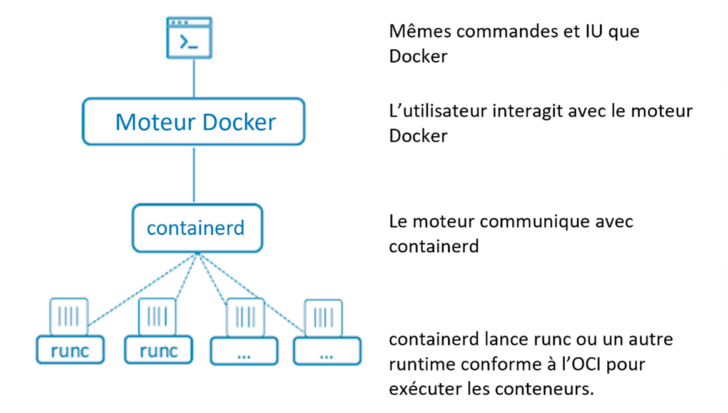 >_
Mêmes commandes et IU que
Docker
Moteur Docker
L’utilisateur interagit avec le moteur
Docker
containerd
Le moteur communique avec
containerd
runc
runc
...
...
containerd lance runc ou un autre
runtime conforme à l’OCI pour
exécuter les conteneurs.